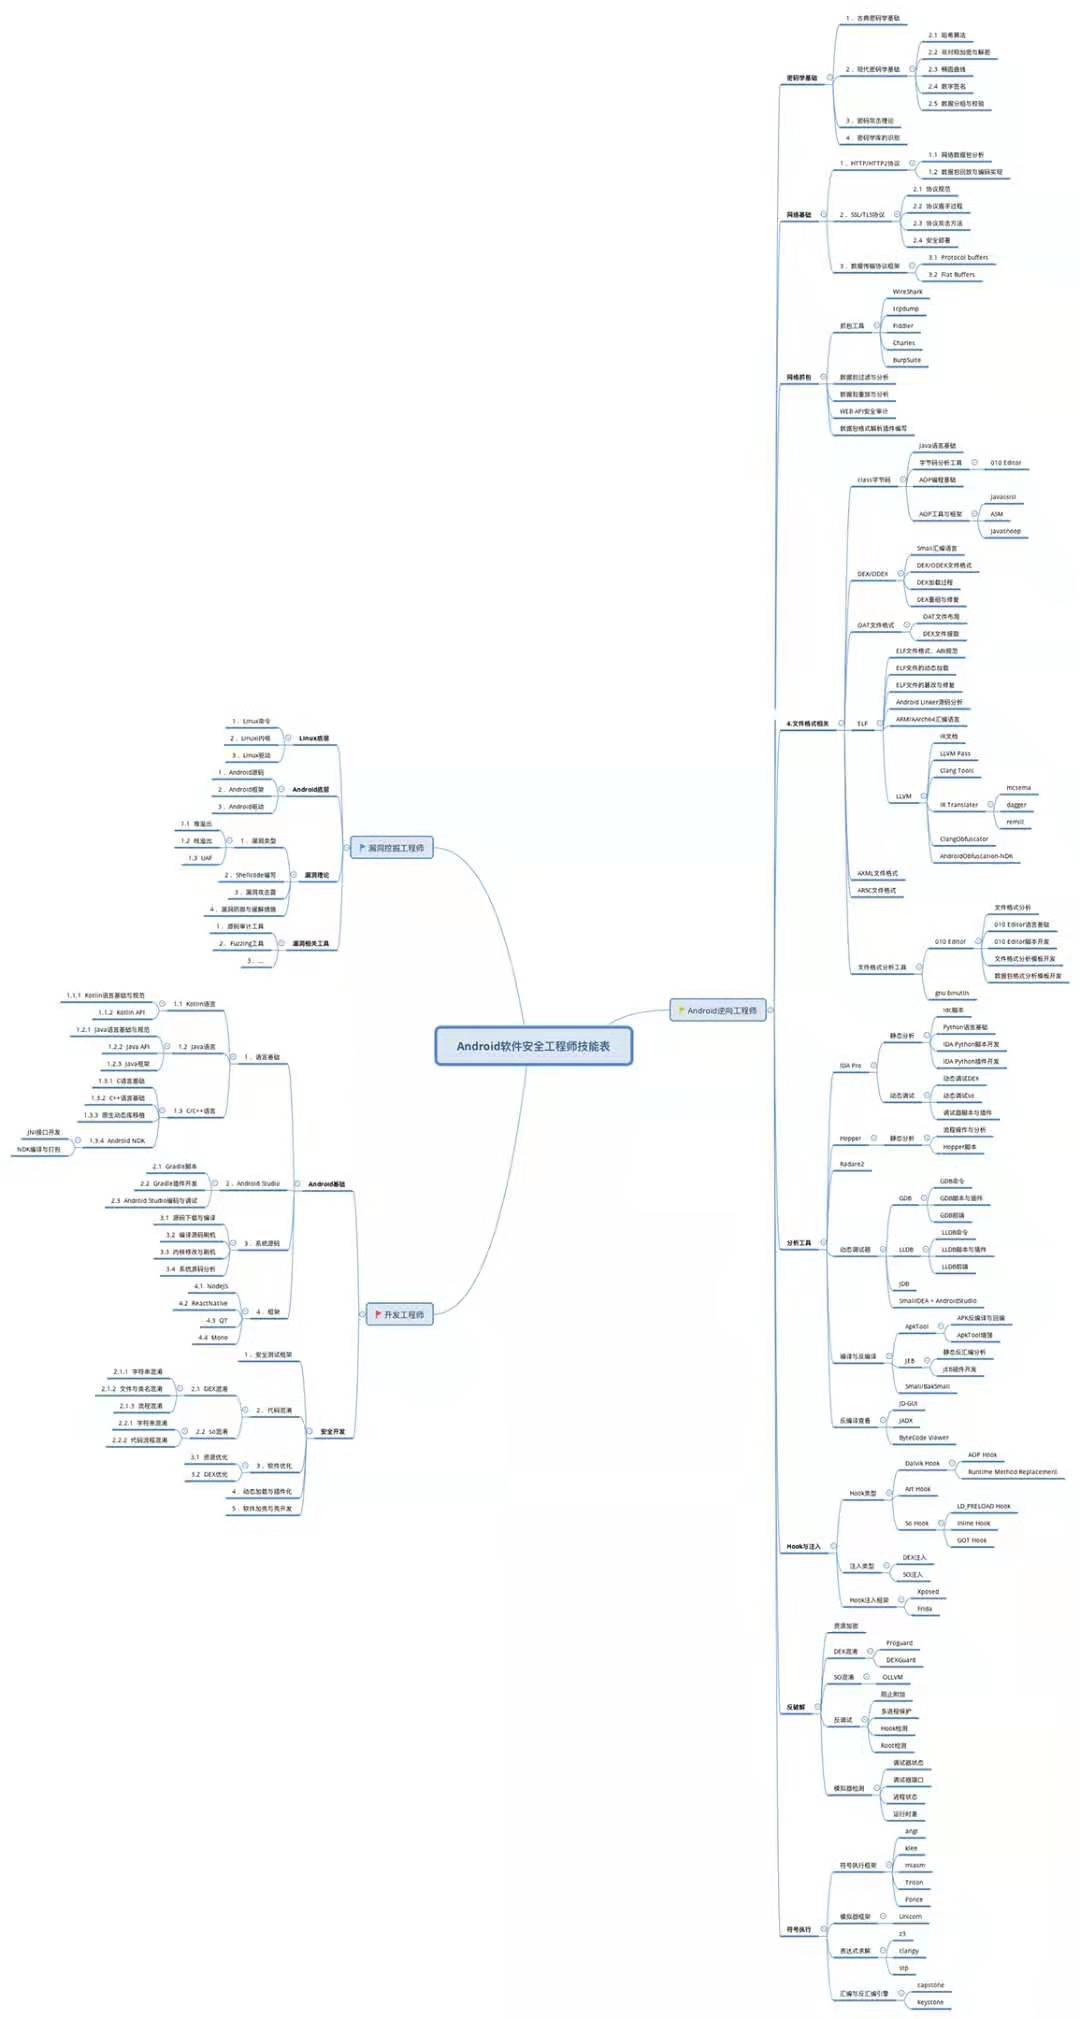 Android软件安全工程师技能表
漏洞挖掘工程师
Linux底层
1．Linux命令
2．Linux内核
3．Linux驱动
Android底层
1．Android源码
2．Android框架
3．Android驱动
漏洞理论
1．漏洞类型
1.1 堆溢出
1.2 栈溢出
1.3 UAF
2．Shellcode编写
3．漏洞攻击面
4．漏洞防御与缓解措施
漏洞相关工具
1．源码审计工具
2．Fuzzing工具
3．...
开发工程师
Android基础
1．语言基础
1.1 Kotlin语言
1.1.1 Kotlin语言基础与规范
1.1.2 Kotlin API
1.2 Java语言
1.2.1 Java语言基础与规范
1.2.2 Java API
1.2.3 Java框架
1.3 C/C++语言
1.3.1 C语言基础
1.3.2 C++语言基础
1.3.3 原生动态库移植
1.3.4 Android NDK
JNI接口开发
NDK编译与打包
2．Android Studio
2.1 Gradle脚本
2.2 Gradle插件开发
2.3 Android Studio编码与调试
3．系统源码
3.1 源码下载与编译
3.2 编译源码刷机
3.3 内核修改与刷机
3.4 系统源码分析
4．框架
4.1 NodeJS
4.2 ReactNative
4.3 QT
4.4 Mono
安全开发
1．安全测试框架
2．代码混淆
2.1 DEX混淆
2.1.1 字符串混淆
2.1.2 文件与类名混淆
2.1.3 流程混淆
2.2 so混淆
2.2.1 字符串混淆
2.2.2 代码流程混淆
3．软件优化
3.1 资源优化
3.2 DEX优化
4．动态加载与插件化
5．软件加壳与壳开发
Android逆向工程师
密码学基础
1．古典密码学基础
2．现代密码学基础
2.1 哈希算法
2.2 非对称加密与解密
2.3 椭圆曲线
2.4 数字签名
2.5 数据分组与校验
3．密码攻击理论
4．密码学库的识别
网络基础
1．HTTP/HTTP2协议
1.1 网络数据包分析
1.2 数据包回放与编码实现
2．SSL/TLS协议
2.1 协议规范
2.2 协议握手过程
2.3 协议攻击方法
2.4 安全部署
3．数据传输协议框架
3.1 Protocol buffers
3.2 Flat Buffers
网络抓包
抓包工具
WireShark
tcpdump
Fiddler
Charles
BurpSuite
数据包过滤与分析
数据包重放与分析
WEB API安全审计
数据包格式解析插件编写
4.文件格式相关
class字节码
Java语言基础
字节码分析工具
010 Editor
AOP编程基础
AOP工具与框架
Javassist
ASM
DEX/ODEX
Smali汇编语言
DEX/ODEX文件格式
DEX加载过程
DEX重组与修复
OAT文件格式
OAT文件布局
DEX文件提取
ELF
ELF文件格式、ABI规范
ELF文件的动态加载
ELF文件的篡改与修复
Android Linker源码分析
ARM/AArch64汇编语言
LLVM
IR文档
LLVM Pass
Clang Tools
IR Translater
mcsema
dagger
remill
ClangObfuscator
AndroidObfuscation-NDK
AXML文件格式
ARSC文件格式
文件格式分析工具
010 Editor
文件格式分析
010 Editor语言基础
010 Editor脚本开发
文件格式分析模板开发
数据包格式分析模板开发
gnu binutils
分析工具
IDA Pro
静态分析
IDC脚本
Python语言基础
IDA Python脚本开发
IDA Python插件开发
动态调试
动态调试DEX
动态调试so
调试器脚本与插件
Hopper
静态分析
流程操作与分析
Hopper脚本
Radare2
动态调试器
GDB
GDB命令
GDB脚本与插件
GDB前端
LLDB
LLDB命令
LLDB脚本与插件
LLDB前端
JDB
SmaliIDEA + AndroidStudio
编译与反编译
ApkTool
APK反编译与回编
ApkTool增强
JEB
静态反汇编分析
JEB插件开发
Smali/BakSmali
反编译查看
JD-GUI
JADX
ByteCode Viewer
Hook与注入
Hook类型
Dalvik Hook
AOP Hook
Runtime Method Replacement
Art Hook
So Hook
LD_PRELOAD Hook
Inline Hook
GOT Hook
注入类型
DEX注入
SO注入
Hook注入框架
Xposed
Frida
反破解
资源加密
DEX混淆
Proguard
DEXGuard
SO混淆
OLLVM
反调试
阻止附加
多进程保护
Hook检测
Root检测
模拟器检测
调试器状态
调试器端口
进程状态
运行时差
符号执行
符号执行框架
angr
klee
miasm
Triton
Ponce
模拟器框架
Unicorn
表达式求解
z3
claripy
stp
汇编与反汇编引擎
capstone
Keystone